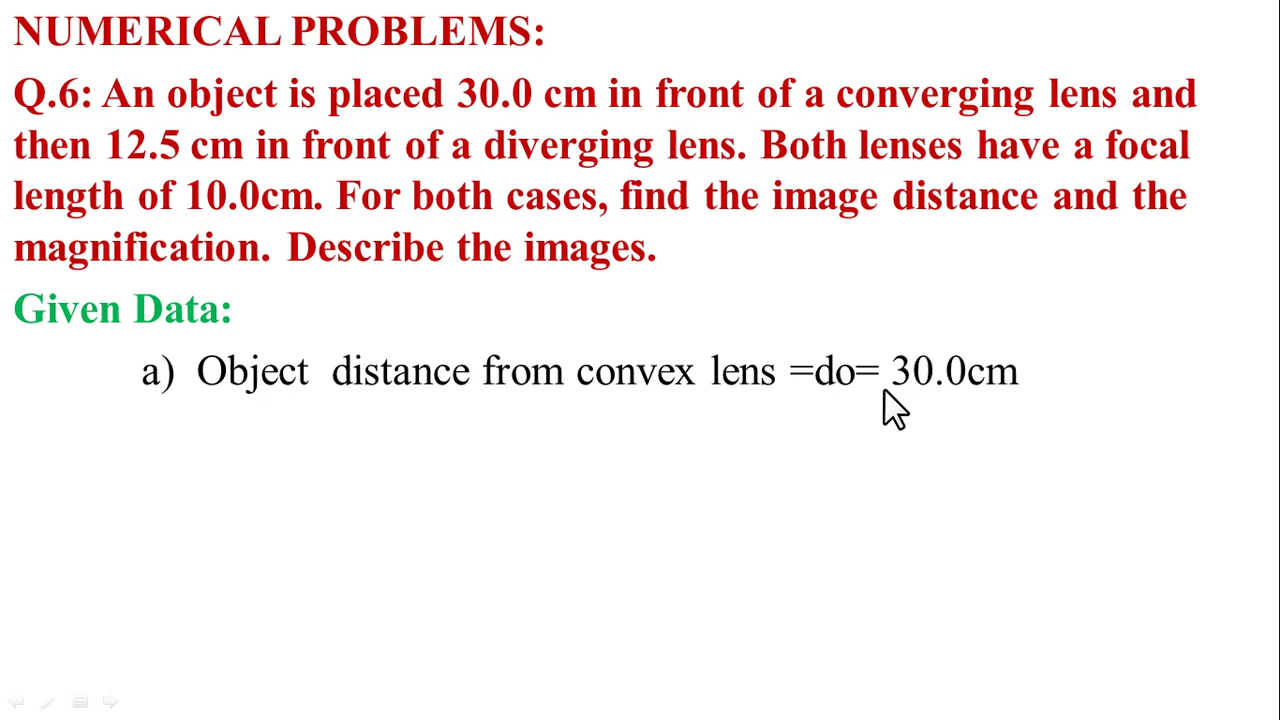 NUMERICAL PROBLEMS:
Q.6: An object is placed 30.0 cm in front of a converging lens and
then 12.5 cm in front of a diverging lens. Both lenses have a focal
length of 10.0cm. For both cases, find the image distance and the
magnification. Describe the images.
Given Data:
a) Object distance from convex lens =do= 30.0cm